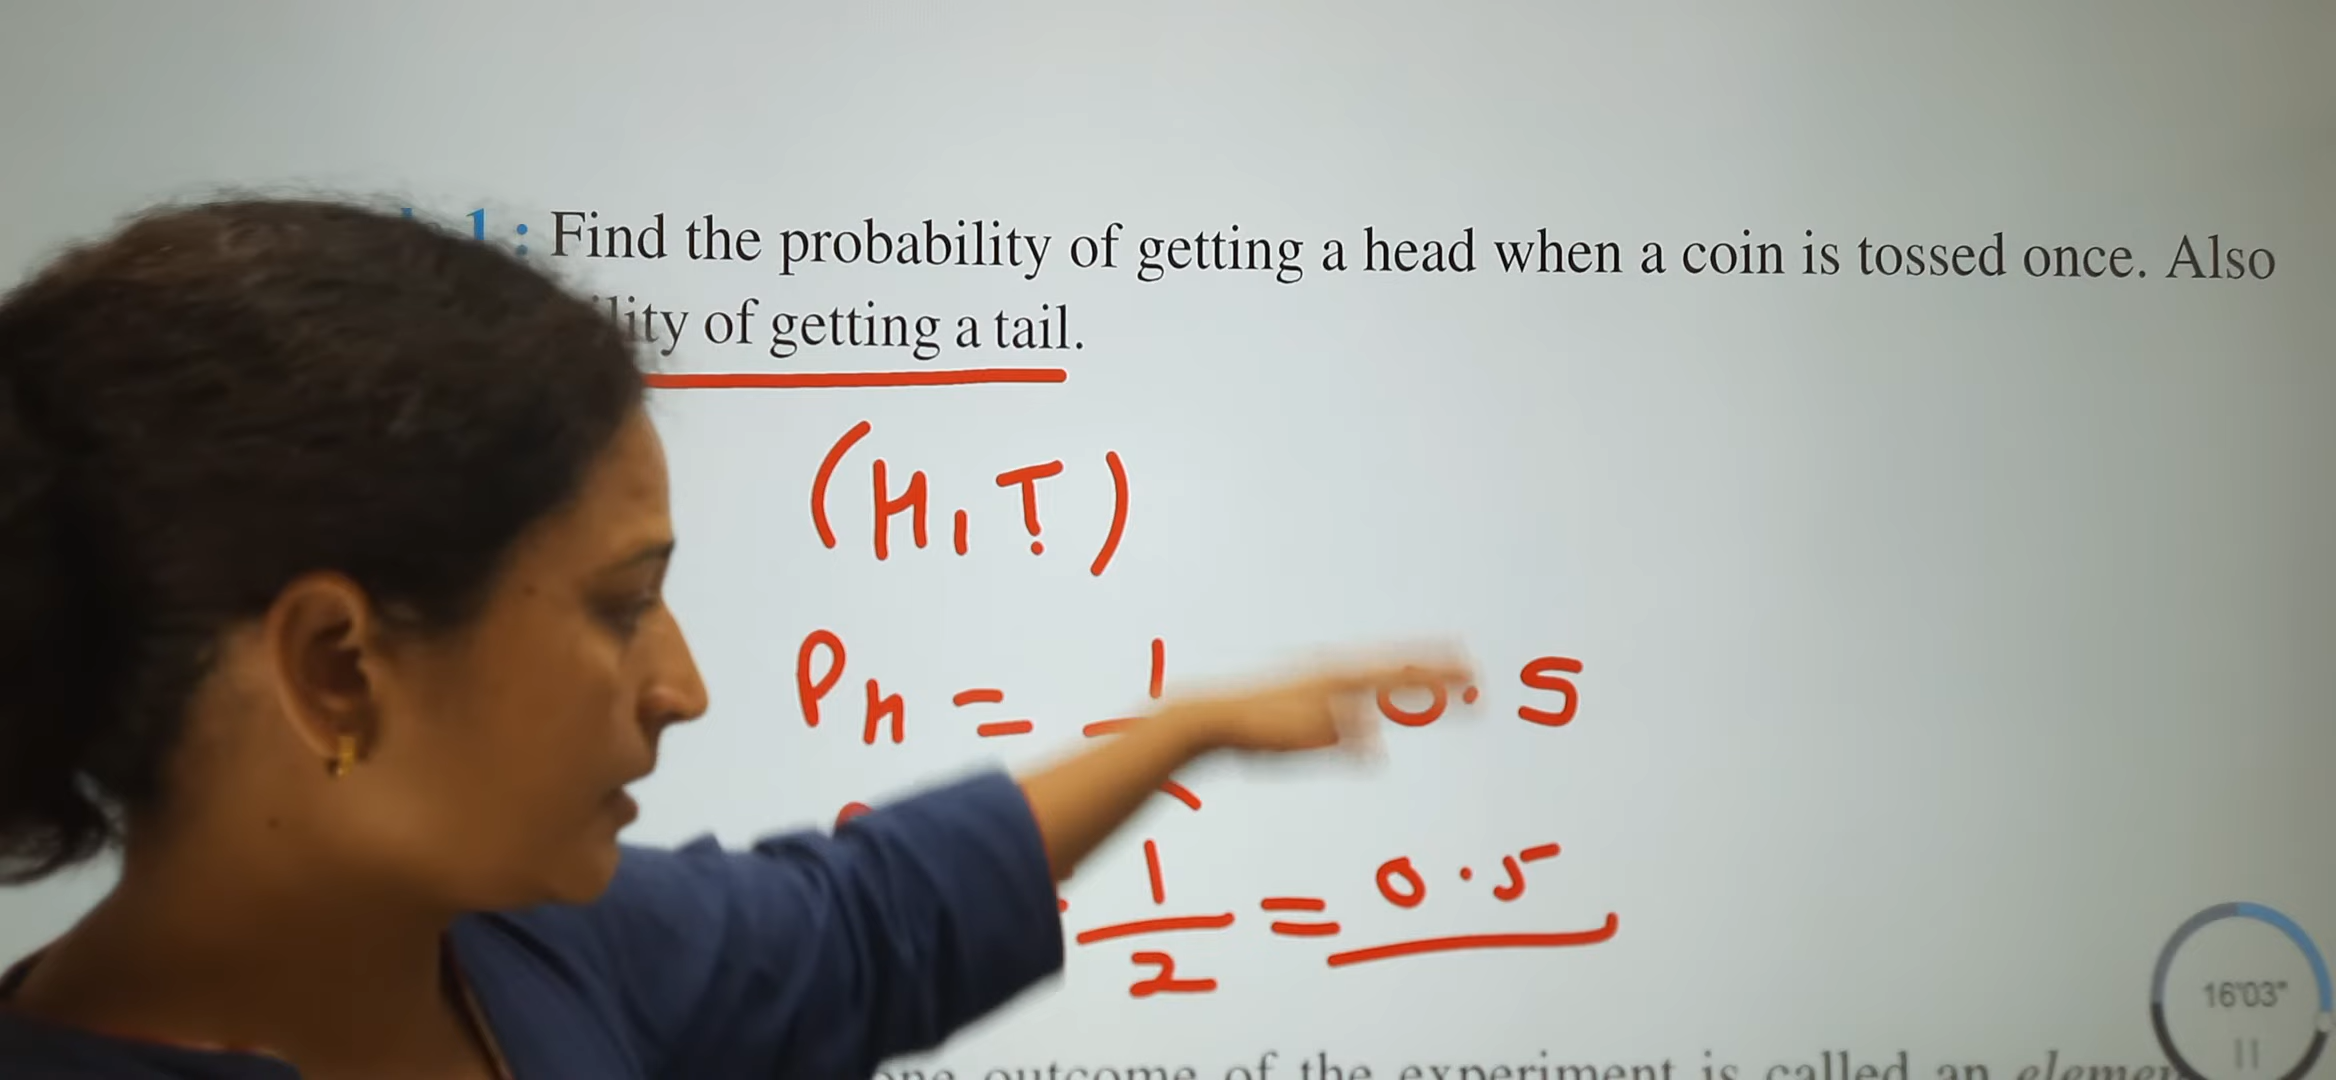 1 : Find the probability of getting a head when a coin is tossed once. Also
of getting a tail.
(H, T)
PH = 1 0.5
1/2 = 0.5
outcome of the experiment is called an
16'03"